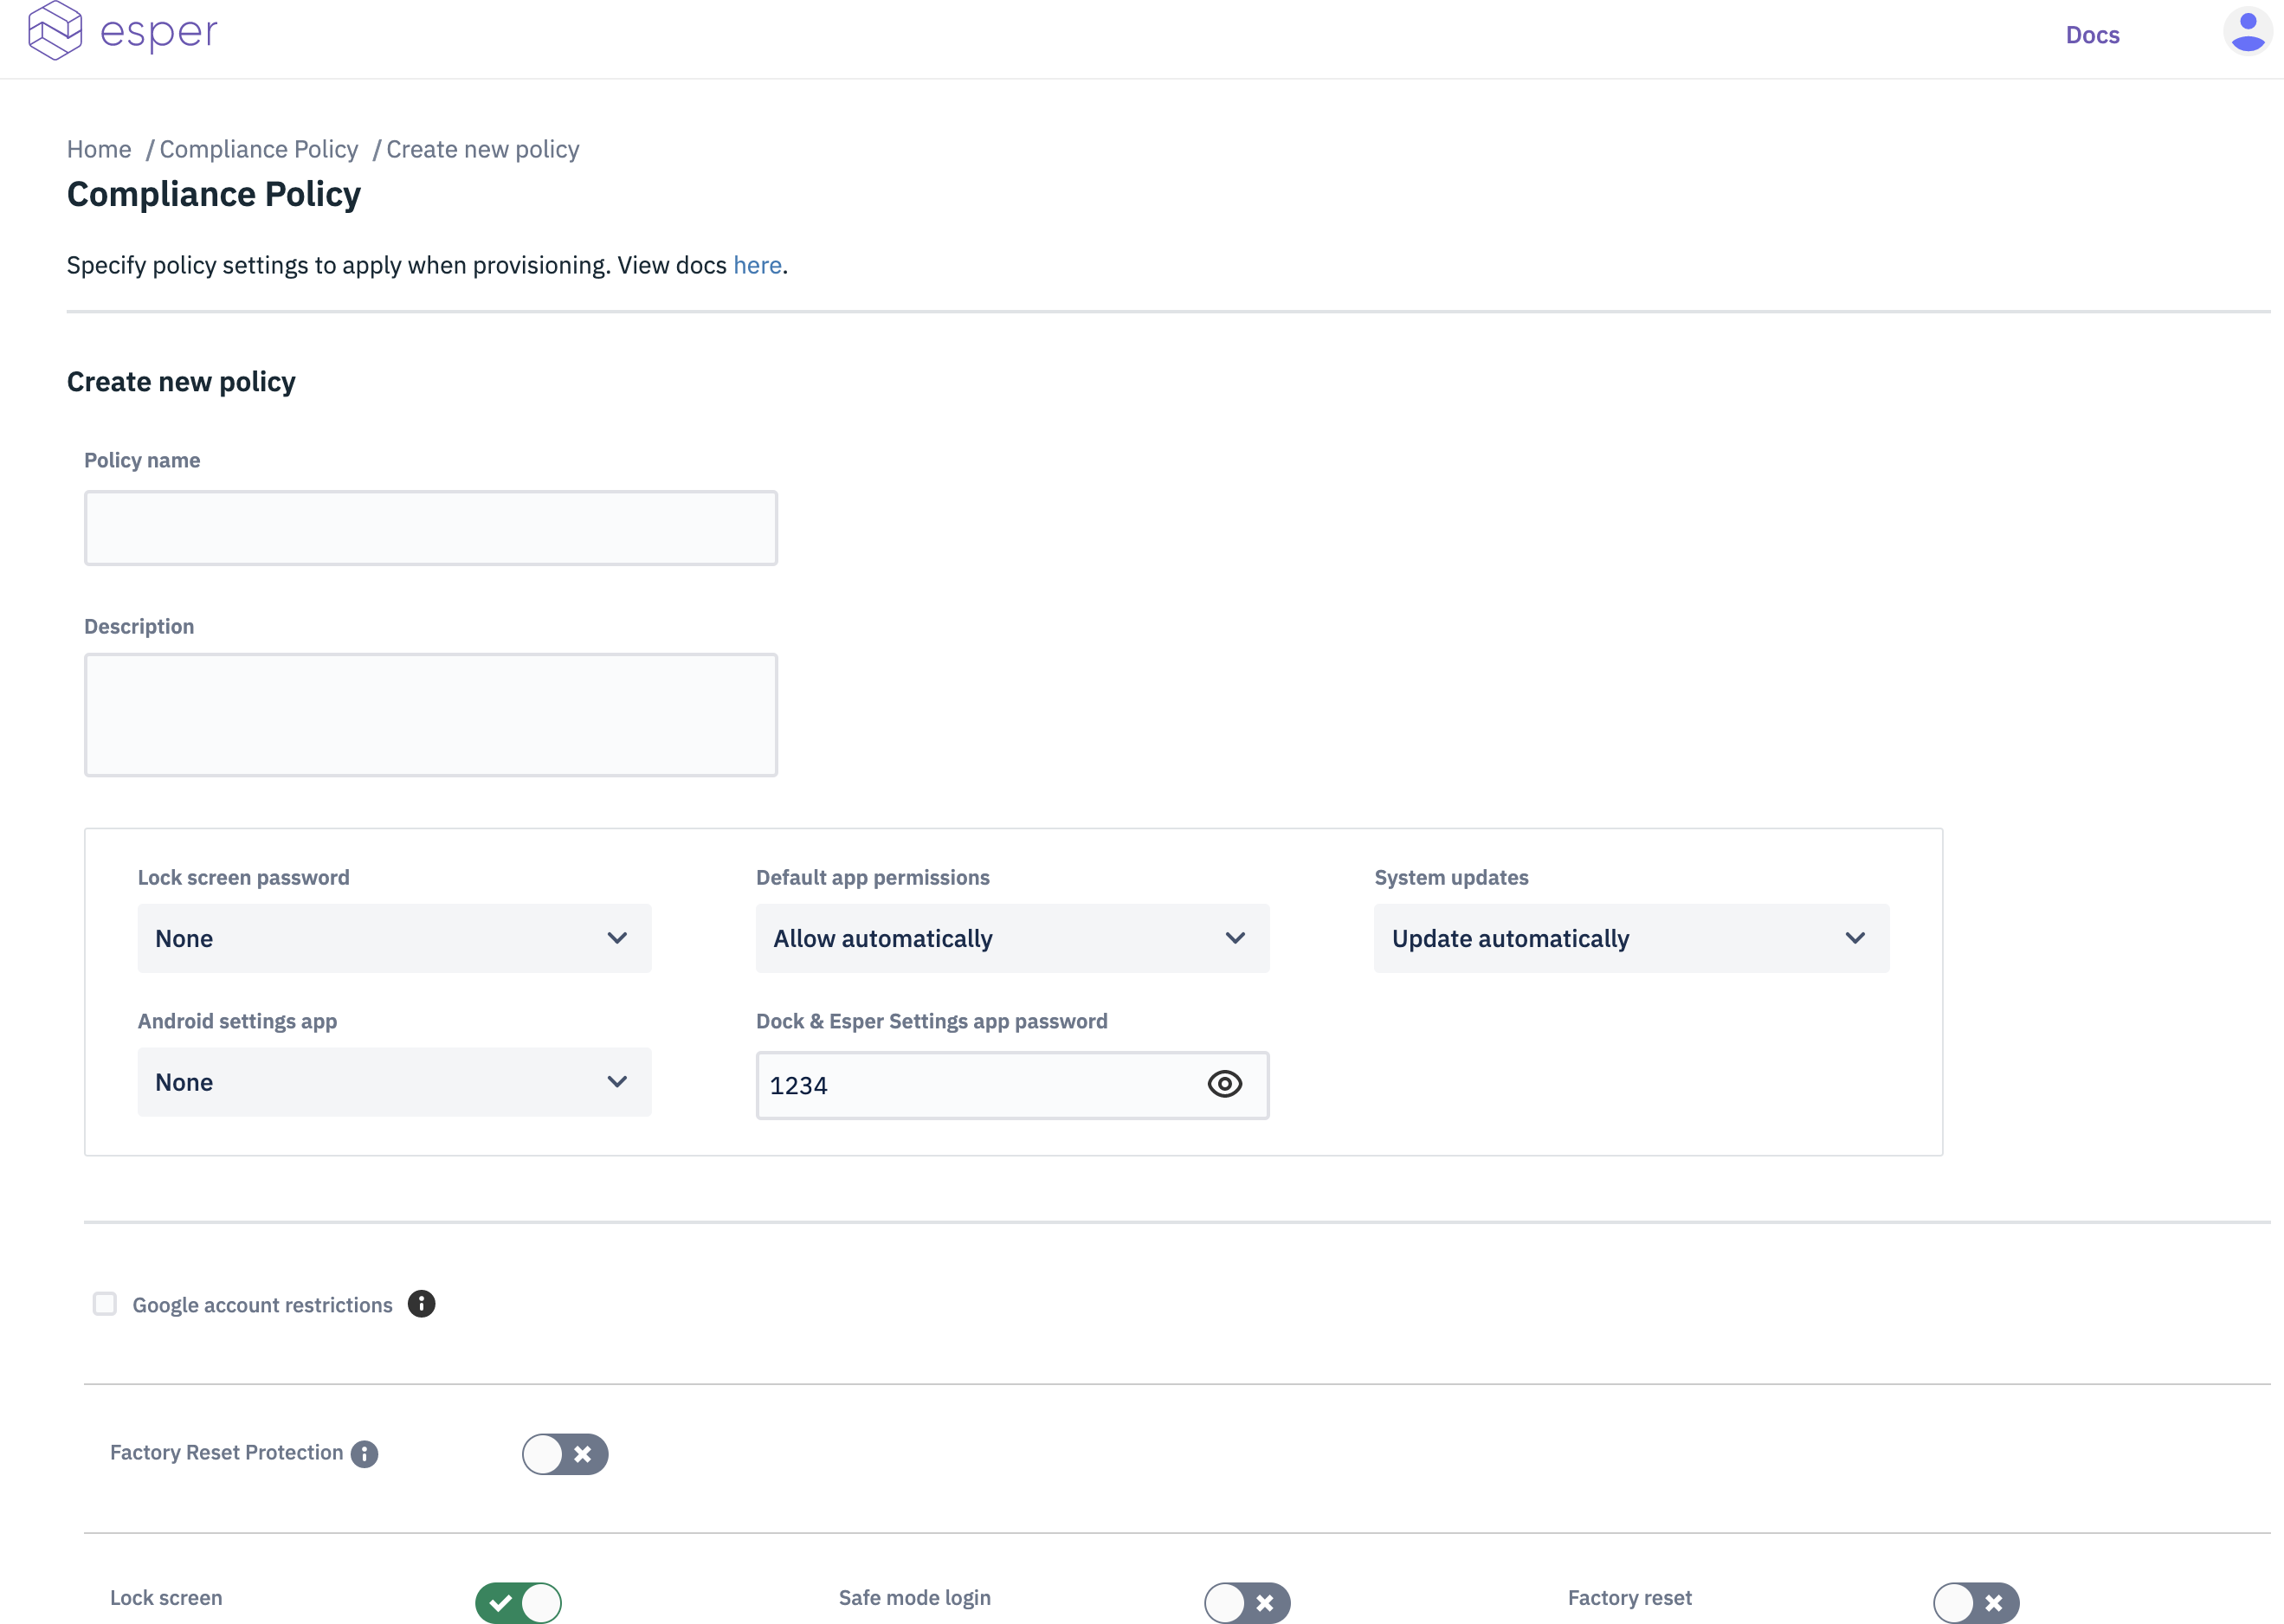 esper
Docs
Home / Compliance Policy / Create new policy
Compliance Policy
Specify policy settings to apply when provisioning. View docs here.
Create new policy
Policy name
Description
Lock screen password
Default app permissions
System updates
None
Allow automatically
Update automatically
Android settings app
Dock & Esper Settings app password
None
1234
Google account restrictions
Factory Reset Protection
Lock screen
Safe mode login
Factory reset